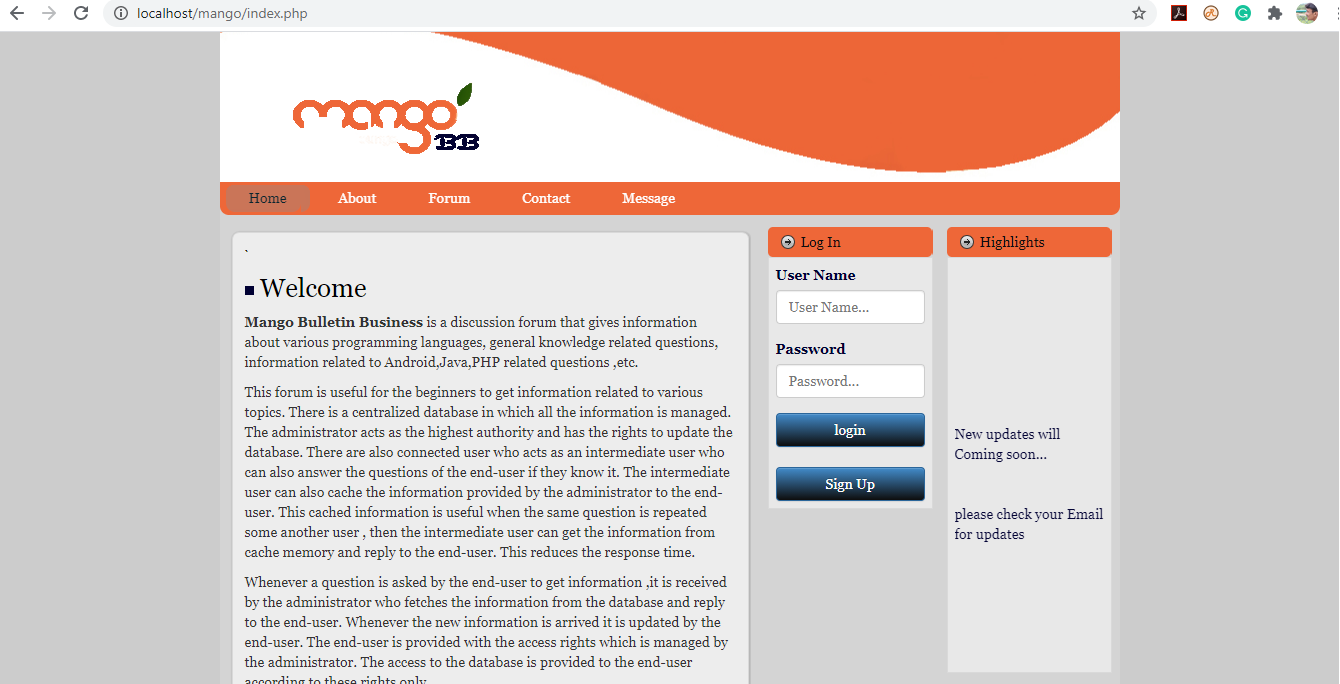 localhost/mango/index.php
mango
BB
Home About Forum Contact Message
`
Welcome
Mango Bulletin Business is a discussion forum that gives information
about various programming languages, general knowledge related questions,
information related to Android,Java,PHP related questions ,etc.
This forum is useful for the beginners to get information related to various
topics. There is a centralized database in which all the information is managed.
The administrator acts as the highest authority and has the rights to update the
database. There are also connected user who acts as an intermediate user who
can also answer the questions of the end-user if they know it. The intermediate
user can also cache the information provided by the administrator to the end-
user. This cached information is useful when the same question is repeated
some another user , then the intermediate user can get the information from
cache memory and reply to the end-user. This reduces the response time.
Whenever a question is asked by the end-user to get information ,it is received
by the administrator who fetches the information from the database and reply
to the end-user. Whenever the new information is arrived it is updated by the
end-user. The end-user is provided with the access rights which is managed by
the administrator. The access to the database is provided to the end-user
according to these rights only.
Log In
User Name
User Name...
Password
Password...
login
Sign Up
Highlights
New updates will
Coming soon...
please check your Email
for updates